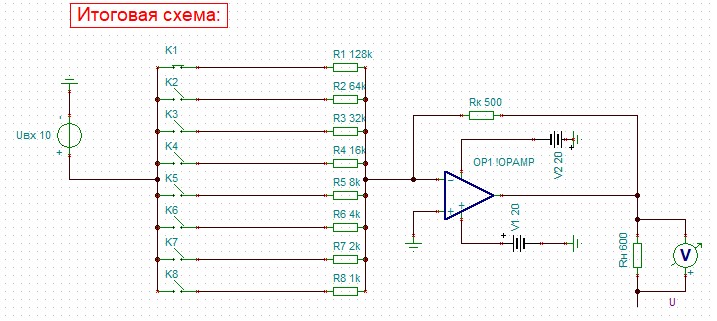 Итоговая схема:
K1
R1 128k
K2
R2 64k
K3
R3 32k
K4
R4 16k
K5
R5 8k
K6
R6 4k
K7
R7 2k
K8
R8 1k
Uвх 10
+
Rк 500
OP1 !OPAMP
V2 20
+
V1 20
+
Rн 600
V
+
U